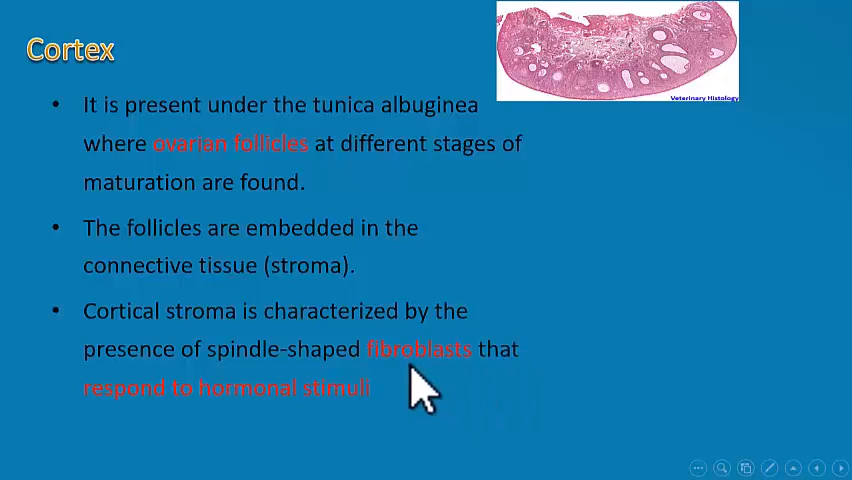 Cortex
Veterinary Histology
• It is present under the tunica albuginea
where ovarian follicles at different stages of
maturation are found.
• The follicles are embedded in the
connective tissue (stroma).
• Cortical stroma is characterized by the
presence of spindle-shaped fibroblasts that
respond to hormonal stimuli